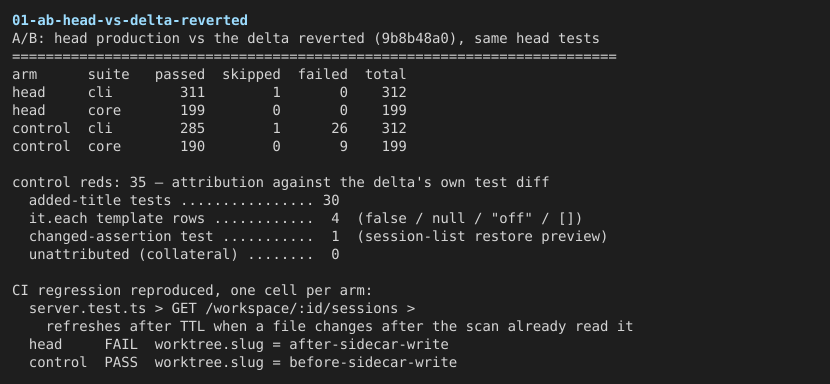 01-ab-head-vs-delta-reverted
A/B: head production vs the delta reverted (9b8b48a0), same head tests
========================================================================
arm      suite   passed  skipped  failed  total
head     cli        311        1       0    312
head     core       199        0       0    199
control  cli        285        1      26    312
control  core       190        0       9    199

control reds: 35 — attribution against the delta's own test diff
  added-title tests ................ 30
  it.each template rows ............  4  (false / null / "off" / [])
  changed-assertion test ...........  1  (session-list restore preview)
  unattributed (collateral) ........  0

CI regression reproduced, one cell per arm:
  server.test.ts > GET /workspace/:id/sessions >
    refreshes after TTL when a file changes after the scan already read it
  head     FAIL  worktree.slug = after-sidecar-write
  control  PASS  worktree.slug = before-sidecar-write